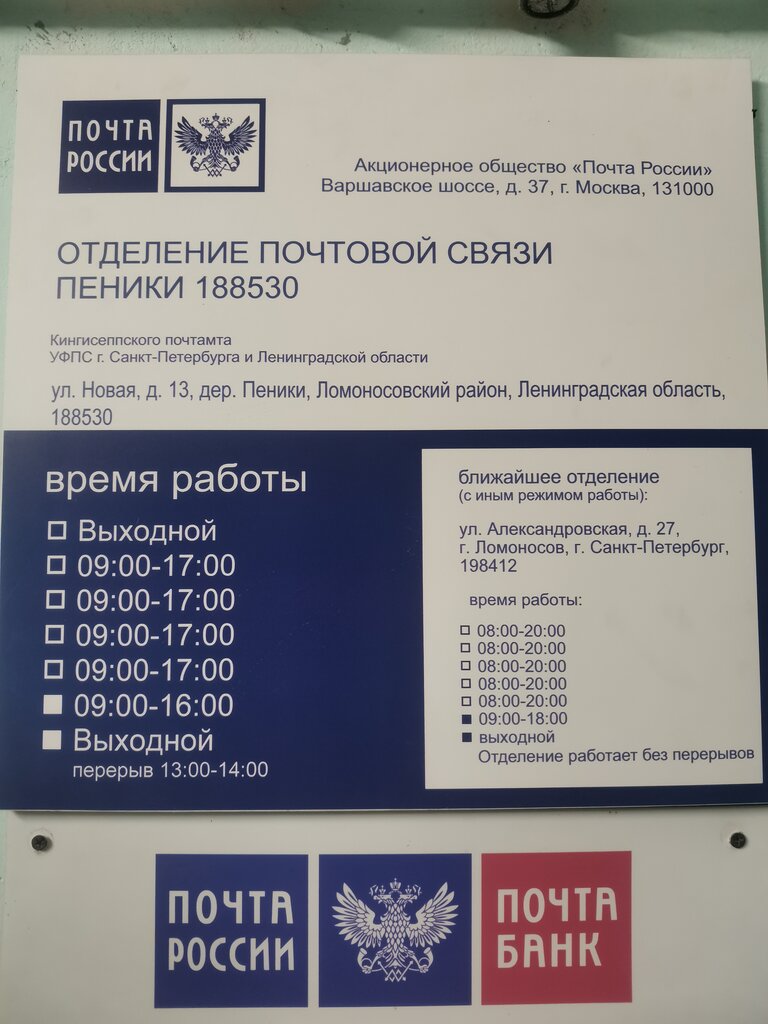 ПОЧТА
РОССИИ
Акционерное общество «Почта России»
Варшавское шоссе, д. 37, г. Москва, 131000
ОТДЕЛЕНИЕ ПОЧТОВОЙ СВЯЗИ
ПЕНИКИ 188530
Кингисеппского почтамта
УФПС г. Санкт-Петербурга и Ленинградской области
ул. Новая, д. 13, дер. Пеники, Ломоносовский район, Ленинградская область,
188530
время работы
Выходной
09:00-17:00
09:00-17:00
09:00-17:00
09:00-17:00
09:00-16:00
Выходной
перерыв 13:00-14:00
ближайшее отделение
(с иным режимом работы):
ул. Александровская, д. 27,
г. Ломоносов, г. Санкт-Петербург,
198412
время работы:
08:00-20:00
08:00-20:00
08:00-20:00
08:00-20:00
08:00-20:00
09:00-18:00
выходной
Отделение работает без перерывов
ПОЧТА
РОССИИ
ПОЧТА
БАНК